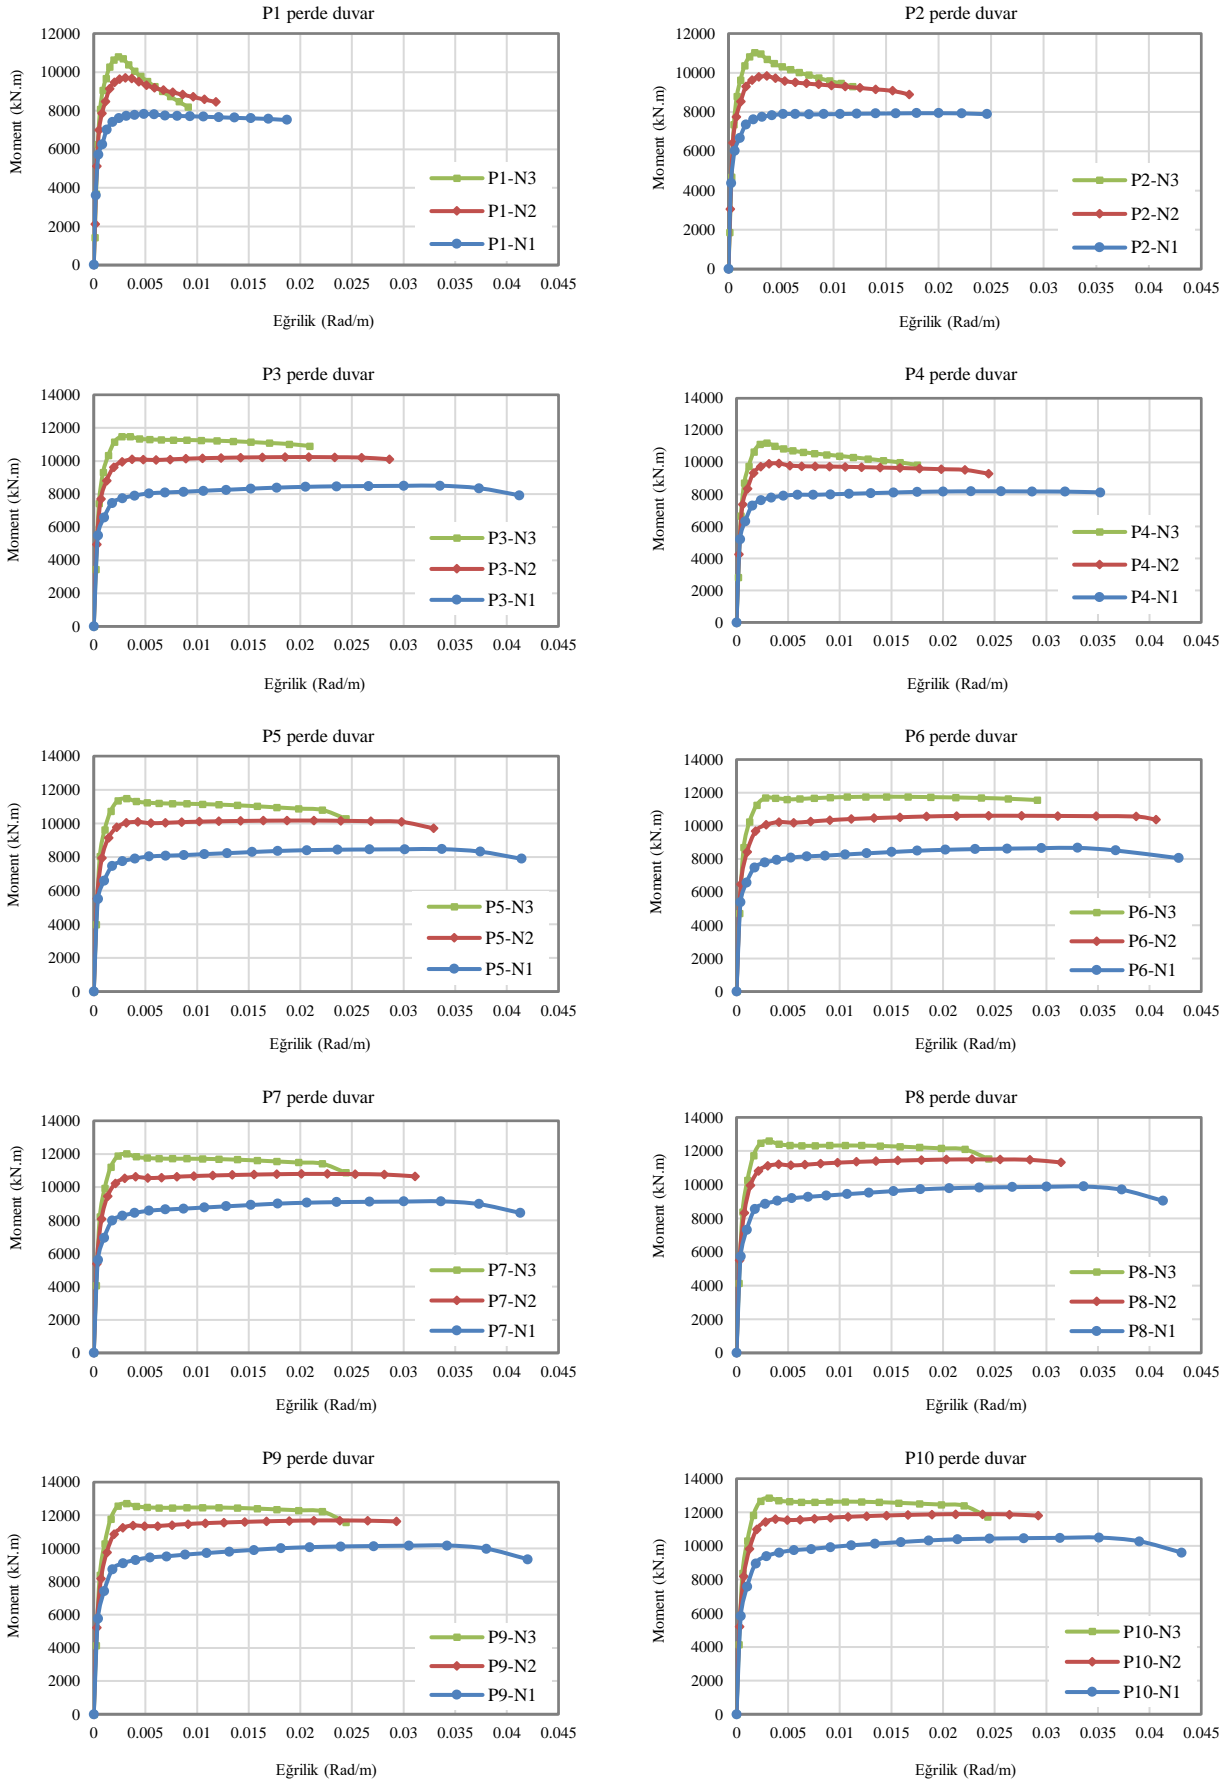 P1 perde duvar
12000
10000
8000
6000
4000
2000
0
Moment (kN.m)
P1-N3
P1-N2
P1-N1
0 0.005 0.01 0.015 0.02 0.025 0.03 0.035 0.04 0.045
Eğrilik (Rad/m)
P2 perde duvar
12000
10000
8000
6000
4000
2000
0
Moment (kN.m)
P2-N3
P2-N2
P2-N1
0 0.005 0.01 0.015 0.02 0.025 0.03 0.035 0.04 0.045
Eğrilik (Rad/m)
P3 perde duvar
14000
12000
10000
8000
6000
4000
2000
0
Moment (kN.m)
P3-N3
P3-N2
P3-N1
0 0.005 0.01 0.015 0.02 0.025 0.03 0.035 0.04 0.045
Eğrilik (Rad/m)
P4 perde duvar
14000
12000
10000
8000
6000
4000
2000
0
Moment (kN.m)
P4-N3
P4-N2
P4-N1
0 0.005 0.01 0.015 0.02 0.025 0.03 0.035 0.04 0.045
Eğrilik (Rad/m)
P5 perde duvar
14000
12000
10000
8000
6000
4000
2000
0
Moment (kN.m)
P5-N3
P5-N2
P5-N1
0 0.005 0.01 0.015 0.02 0.025 0.03 0.035 0.04 0.045
Eğrilik (Rad/m)
P6 perde duvar
14000
12000
10000
8000
6000
4000
2000
0
Moment (kN.m)
P6-N3
P6-N2
P6-N1
0 0.005 0.01 0.015 0.02 0.025 0.03 0.035 0.04 0.045
Eğrilik (Rad/m)
P7 perde duvar
14000
12000
10000
8000
6000
4000
2000
0
Moment (kN.m)
P7-N3
P7-N2
P7-N1
0 0.005 0.01 0.015 0.02 0.025 0.03 0.035 0.04 0.045
Eğrilik (Rad/m)
P8 perde duvar
14000
12000
10000
8000
6000
4000
2000
0
Moment (kN.m)
P8-N3
P8-N2
P8-N1
0 0.005 0.01 0.015 0.02 0.025 0.03 0.035 0.04 0.045
Eğrilik (Rad/m)
P9 perde duvar
14000
12000
10000
8000
6000
4000
2000
0
Moment (kN.m)
P9-N3
P9-N2
P9-N1
0 0.005 0.01 0.015 0.02 0.025 0.03 0.035 0.04 0.045
Eğrilik (Rad/m)
P10 perde duvar
14000
12000
10000
8000
6000
4000
2000
0
Moment (kN.m)
P10-N3
P10-N2
P10-N1
0 0.005 0.01 0.015 0.02 0.025 0.03 0.035 0.04 0.045
Eğrilik (Rad/m)